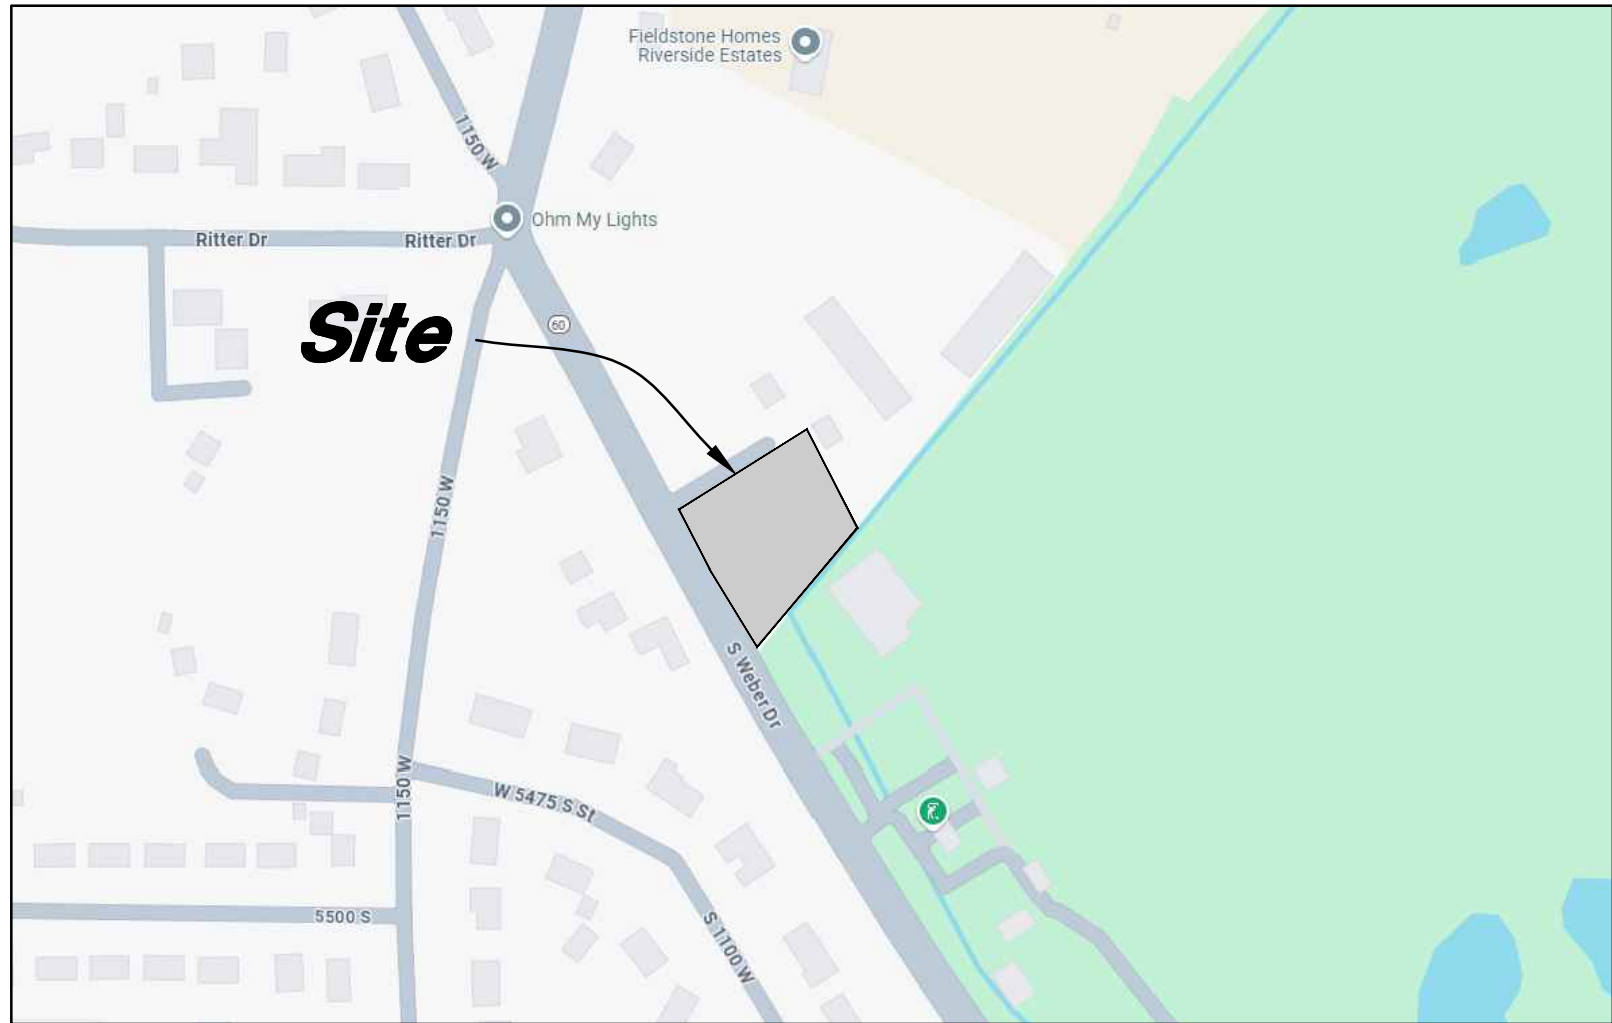 Fieldstone Homes
Riverside Estates
1150 W
Ohm My Lights
Ritter Dr
Ritter Dr
60
Site
1150 W
S Weber Dr
1150 W
W 5475 S St
5500 S
S 1100 W